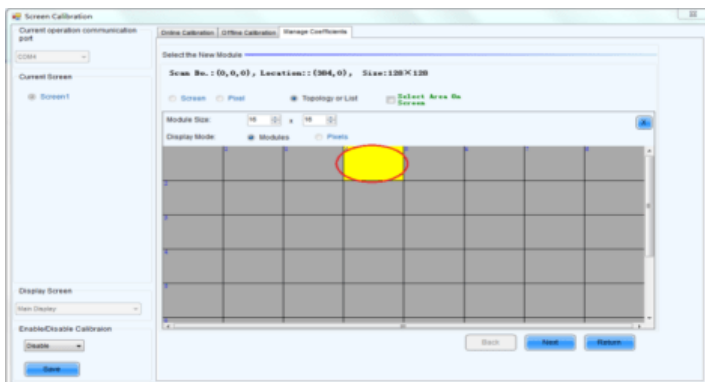 Screen Calibration
Current operation communication port
COM4
Current Screen
Screen1
Display Screen
Main Display
Enable/Disable Calibraion
Disable
Save
Online Calibration Offline Calibration Manage Coefficients
Select the New Module
Scan No.:(0,0,0), Location::(384,0), Size:128×128
Screen Pixel Topology or List Select Area On Screen
Module Size: 16 x 16
Display Mode: Modules Pixels
Back Next Return